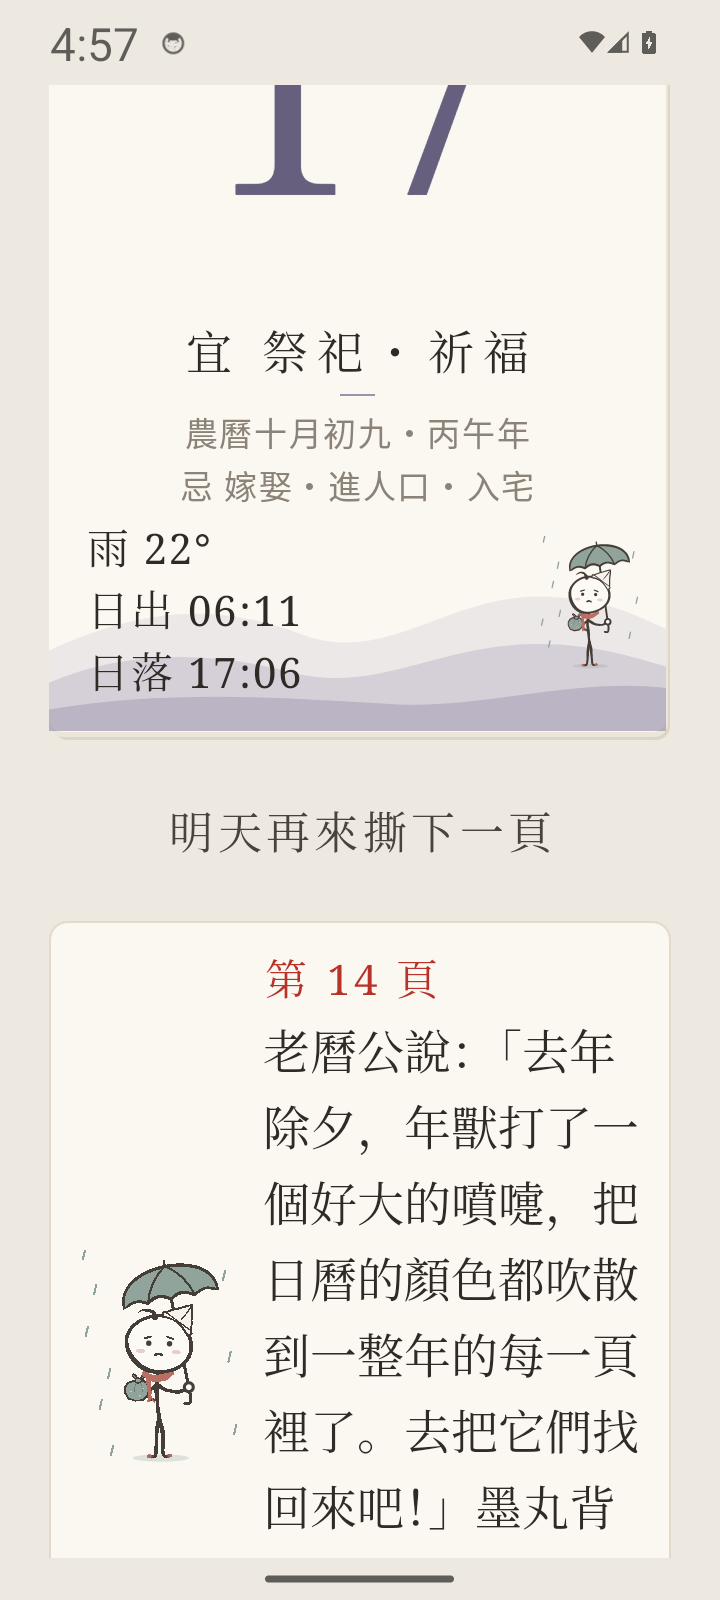 4:57
17
宜 祭祀・祈福
農曆十月初九・丙午年
忌 嫁娶・進人口・入宅
雨 22°
日出 06:11
日落 17:06
明天再來撕下一頁
第 14 頁
老曆公說：「去年
除夕，年獸打了一
個好大的噴嚏，把
日曆的顏色都吹散
到一整年的每一頁
裡了。去把它們找
回來吧！」墨丸背